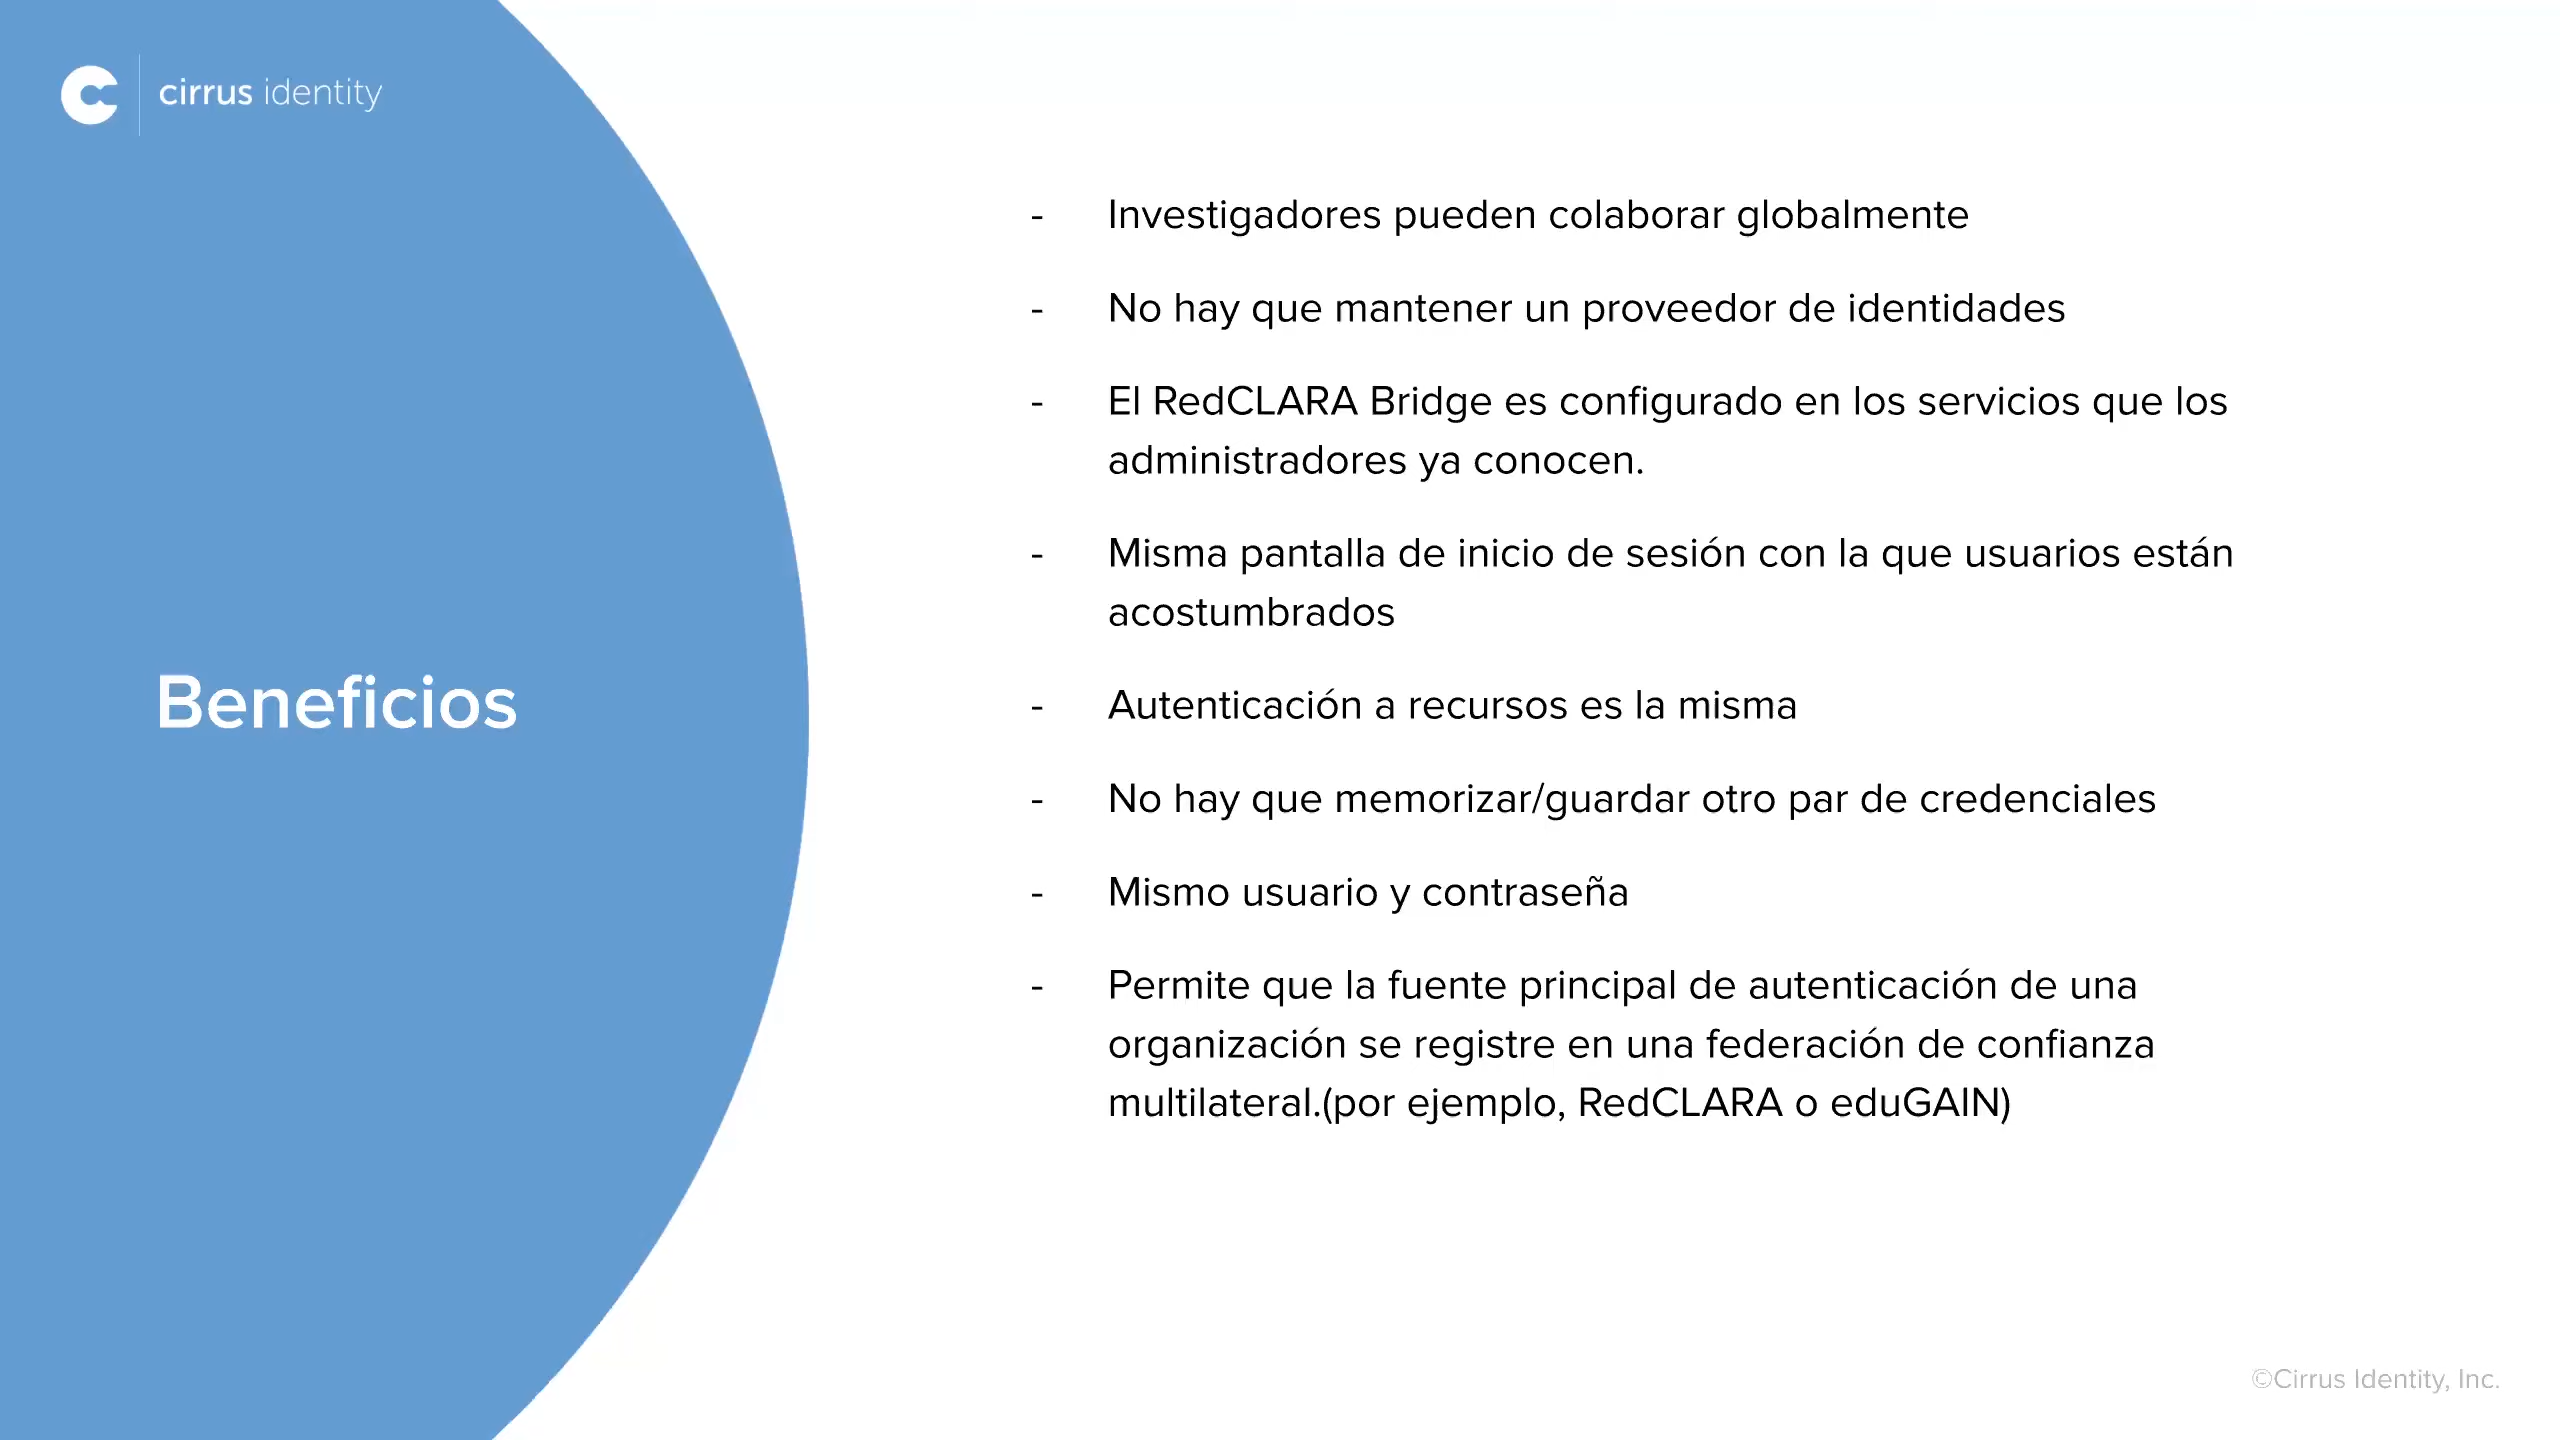 cirrus identity
Beneficios
- Investigadores pueden colaborar globalmente
- No hay que mantener un proveedor de identidades
- El RedCLARA Bridge es configurado en los servicios que los
administradores ya conocen.
- Misma pantalla de inicio de sesión con la que usuarios están
acostumbrados
- Autenticación a recursos es la misma
- No hay que memorizar/guardar otro par de credenciales
- Mismo usuario y contraseña
- Permite que la fuente principal de autenticación de una
organización se registre en una federación de confianza
multilateral.(por ejemplo, RedCLARA o eduGAIN)
©Cirrus Identity, Inc.